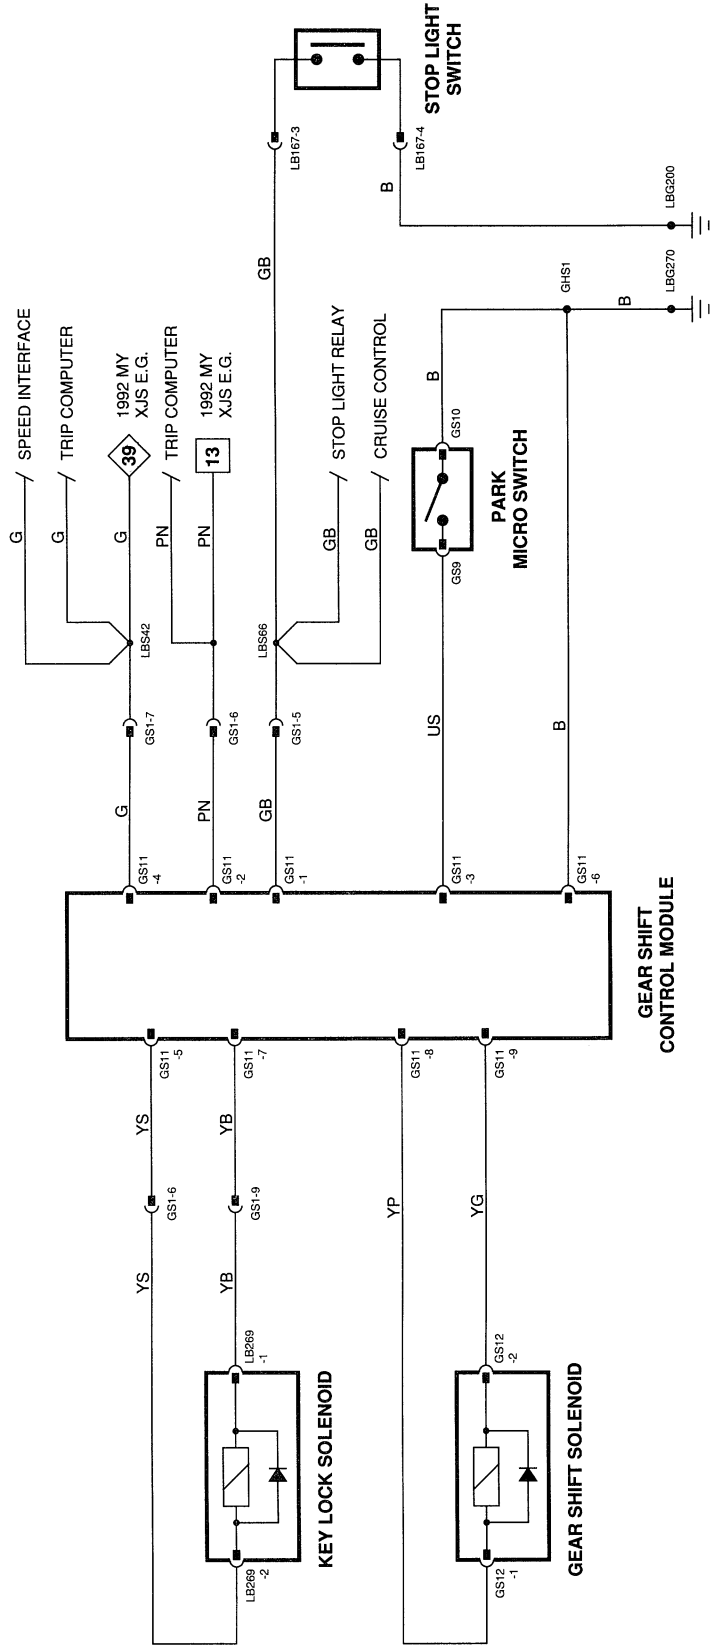 STOP LIGHT
SWITCH
LB167-3
LB167-4
B
LBG200
GB
GHS1
LBG270
B
SPEED INTERFACE
TRIP COMPUTER
1992 MY
XJS E.G.
39
TRIP COMPUTER
1992 MY
XJS E.G.
13
STOP LIGHT RELAY
CRUISE CONTROL
B
GS10
PARK
MICRO SWITCH
GS9
G
G
G
PN
PN
GB
GB
LBS42
LBS66
GS1-7
GS1-6
GS1-5
US
B
G
PN
GB
GS11
-4
GS11
-2
GS11
-1
GS11
-3
GS11
-6
GEAR SHIFT
CONTROL MODULE
GS11
-5
GS11
-7
GS11
-8
GS11
-9
YS
YB
GS1-6
GS1-9
YP
YG
YS
YB
LB269
-1
GS12
-2
KEY LOCK SOLENOID
GEAR SHIFT SOLENOID
LB269
-2
GS12
-1